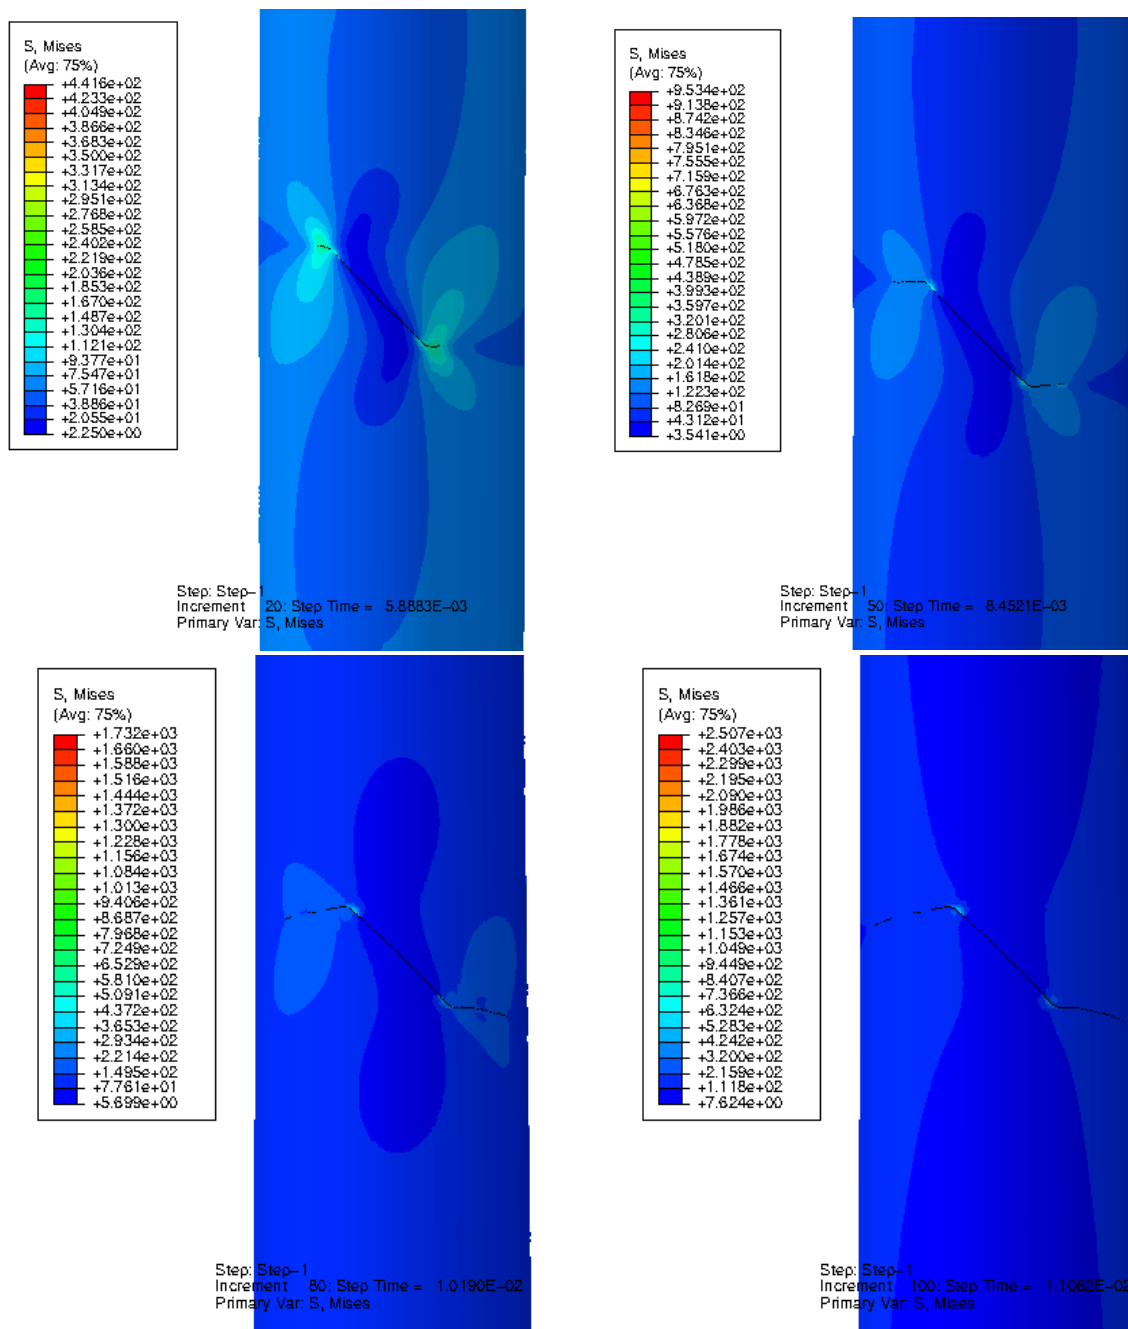 S, Mises
(Avg: 75%)
+4.416e+02
+4.233e+02
+4.049e+02
+3.866e+02
+3.683e+02
+3.500e+02
+3.317e+02
+3.134e+02
+2.951e+02
+2.768e+02
+2.585e+02
+2.402e+02
+2.219e+02
+2.036e+02
+1.853e+02
+1.670e+02
+1.487e+02
+1.304e+02
+1.121e+02
+9.377e+01
+7.547e+01
+5.716e+01
+3.886e+01
+2.055e+01
+2.250e+00
Step: Step-1
Increment 20: Step Time = 5.8883E-03
Primary Var: S, Mises
S, Mises
(Avg: 75%)
+9.534e+02
+9.138e+02
+8.742e+02
+8.346e+02
+7.951e+02
+7.555e+02
+7.159e+02
+6.763e+02
+6.368e+02
+5.972e+02
+5.576e+02
+5.180e+02
+4.785e+02
+4.389e+02
+3.993e+02
+3.597e+02
+3.201e+02
+2.806e+02
+2.410e+02
+2.014e+02
+1.618e+02
+1.223e+02
+8.269e+01
+4.312e+01
+3.541e+00
Step: Step-1
Increment 50: Step Time = 8.4521E-03
Primary Var: S, Mises
S, Mises
(Avg: 75%)
+1.732e+03
+1.660e+03
+1.588e+03
+1.516e+03
+1.444e+03
+1.372e+03
+1.300e+03
+1.228e+03
+1.156e+03
+1.084e+03
+1.013e+03
+9.406e+02
+8.687e+02
+7.968e+02
+7.249e+02
+6.529e+02
+5.810e+02
+5.091e+02
+4.372e+02
+3.653e+02
+2.934e+02
+2.214e+02
+1.495e+02
+7.761e+01
+5.699e+00
Step: Step-1
Increment 80: Step Time = 1.0190E-02
Primary Var: S, Mises
S, Mises
(Avg: 75%)
+2.507e+03
+2.403e+03
+2.299e+03
+2.195e+03
+2.090e+03
+1.986e+03
+1.882e+03
+1.778e+03
+1.674e+03
+1.570e+03
+1.466e+03
+1.361e+03
+1.257e+03
+1.153e+03
+1.049e+03
+9.449e+02
+8.407e+02
+7.366e+02
+6.324e+02
+5.283e+02
+4.242e+02
+3.200e+02
+2.159e+02
+1.118e+02
+7.624e+00
Step: Step-1
Increment 100: Step Time = 1.1082E-02
Primary Var: S, Mises